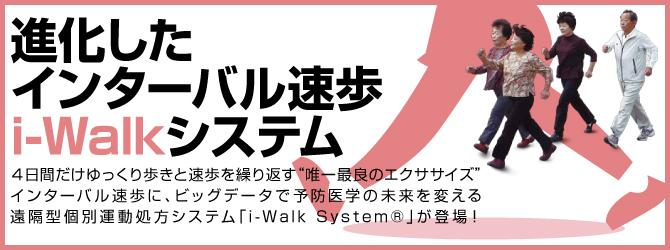 進化した
インターバル速歩
i-Walkシステム
4日間だけゆっくり歩きと速歩を繰り返す“唯一最良のエクササイズ”
インターバル速歩に、ビッグデータで予防医学の未来を変える
遠隔型個別運動処方システム｢i-Walk System®｣が登場！